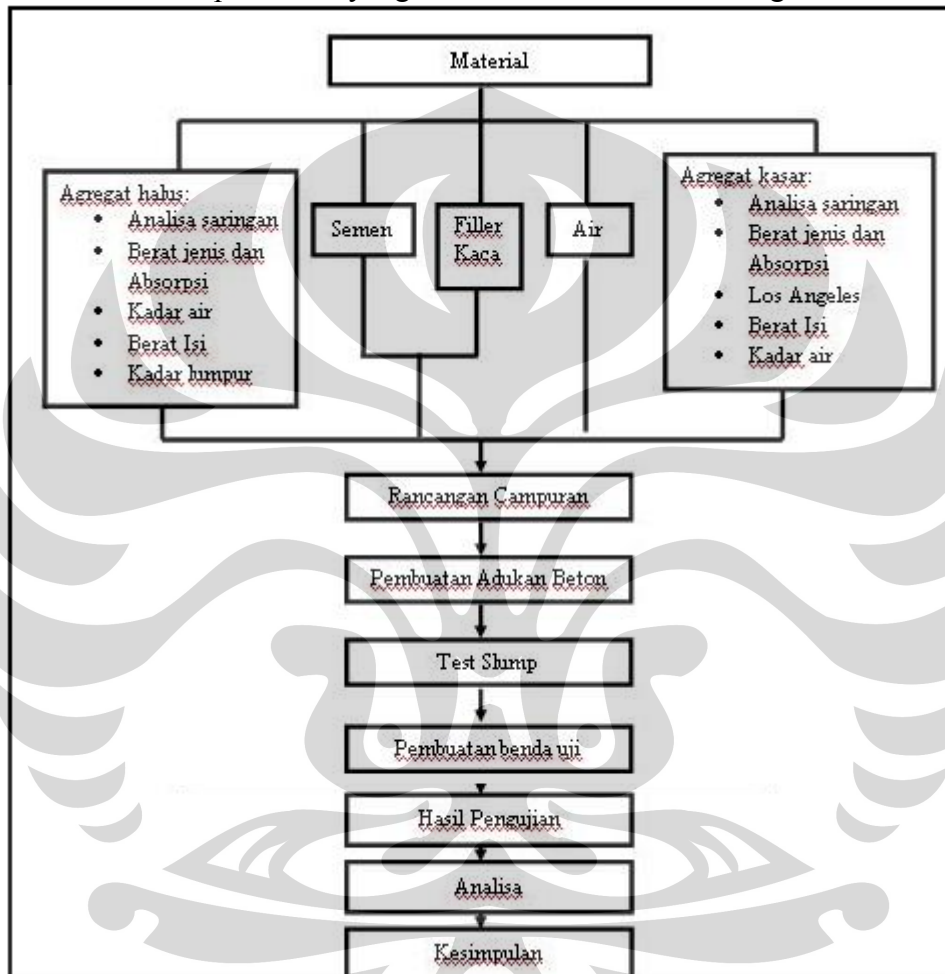 Material
Agregat halus:
• Analisa saringan
• Berat jenis dan
Absorpsi
• Kadar air
• Berat Isi
• Kadar lumpur
Semen
Filler
Kaca
Air
Agregat kasar:
• Analisa saringan
• Berat jenis dan
Absorpsi
• Los Angeles
• Berat Isi
• Kadar air
Rancangan Campuran
Pembuatan Adukan Beton
Test Slump
Pembuatan benda uji
Hasil Pengujian
Analisa
Kesimpulan